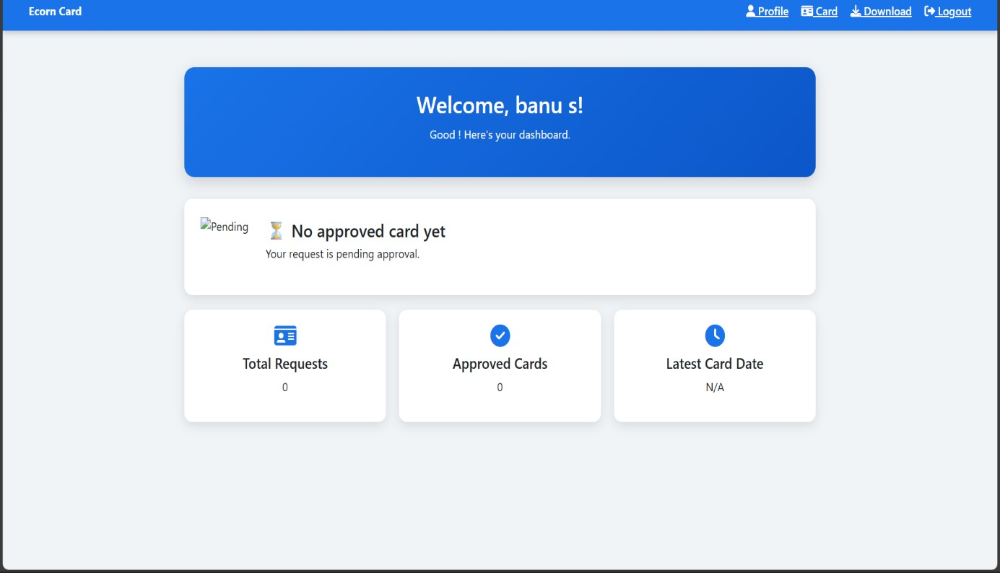 Ecorn Card
Profile Card Download Logout
Welcome, banu s!
Good ! Here's your dashboard.
Pending
⏳ No approved card yet
Your request is pending approval.
Total Requests
0
Approved Cards
0
Latest Card Date
N/A